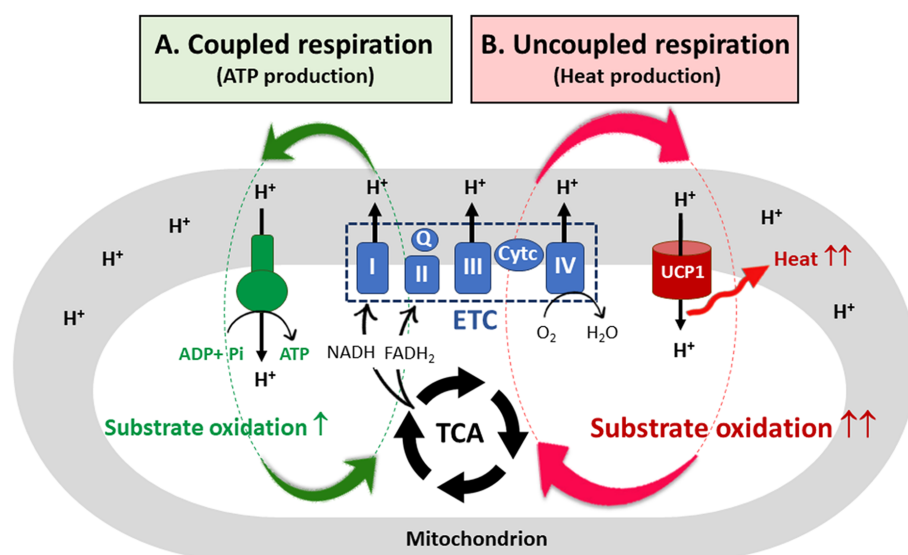 A. Coupled respiration
(ATP production)
B. Uncoupled respiration
(Heat production)
H⁺
H⁺
H⁺
H⁺
H⁺
H⁺
H⁺
H⁺
H⁺
H⁺
H⁺
I
Q
II
III
Cytc
IV
ETC
UCP1
Heat ↑↑
O₂
H₂O
ADP+ Pi
ATP
H⁺
H⁺
NADH
FADH₂
Substrate oxidation ↑
TCA
Substrate oxidation ↑↑
Mitochondrion